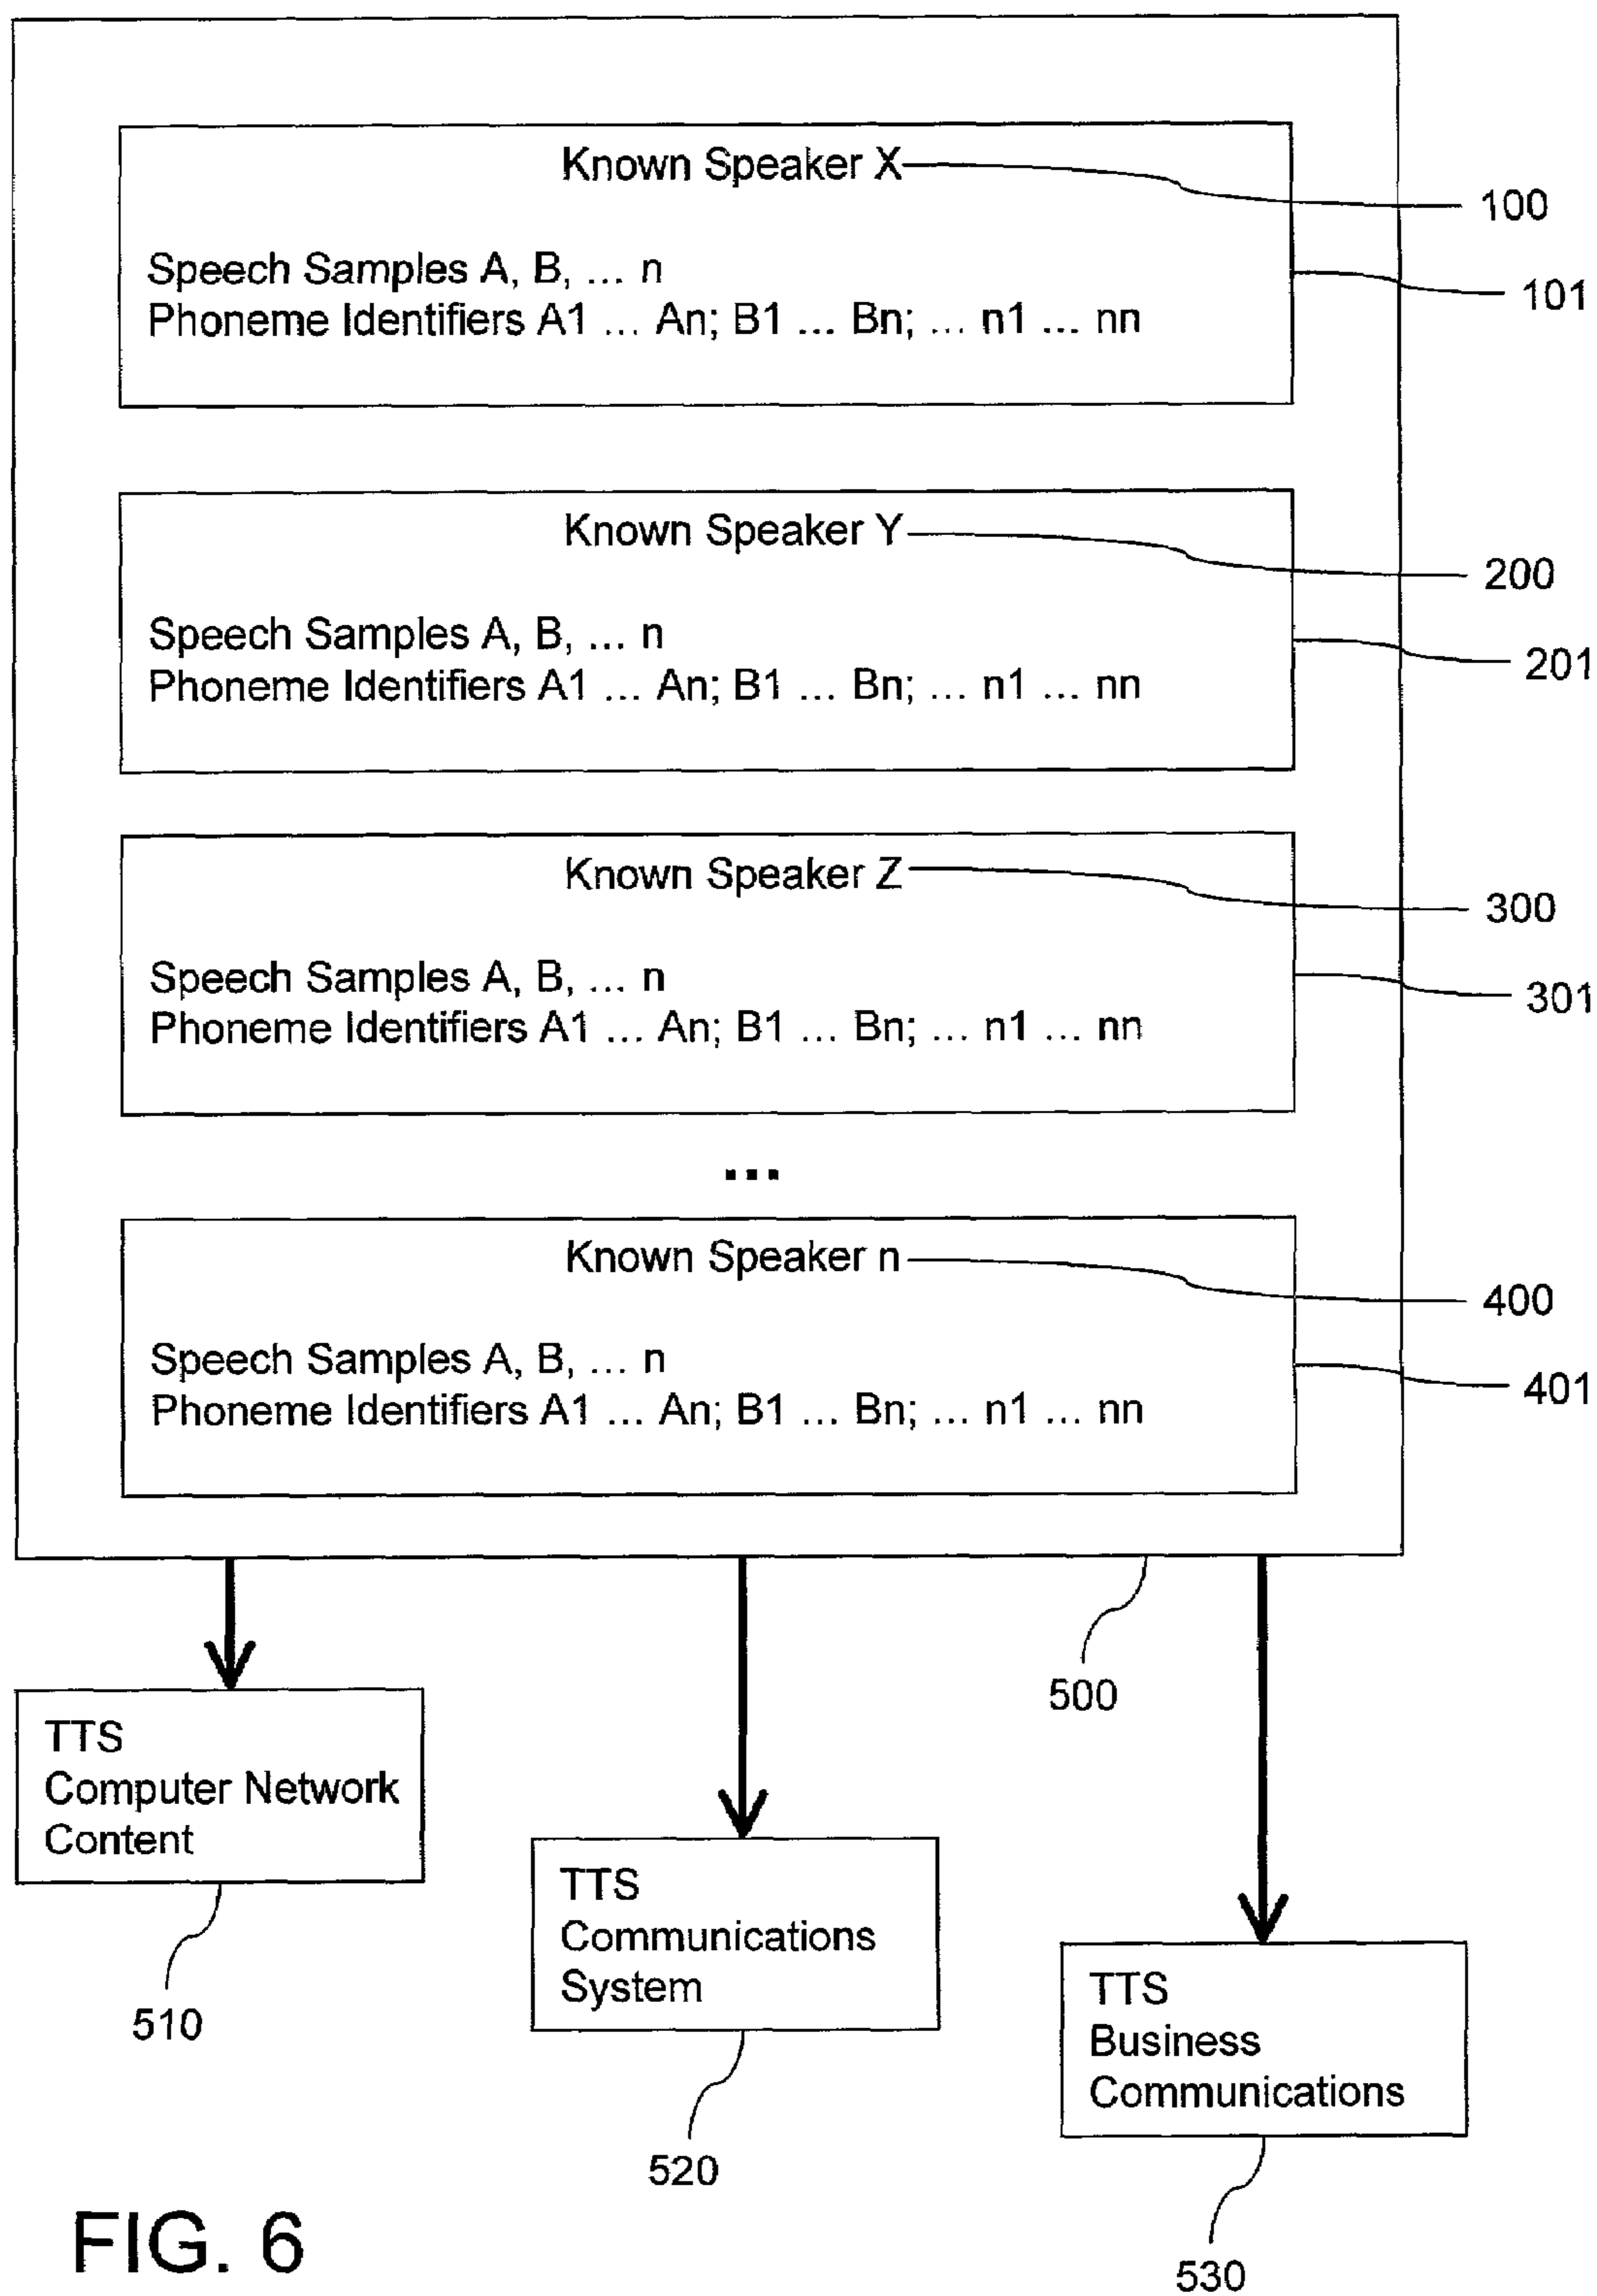 Known Speaker X
100
Speech Samples A, B, ... n
101
Phoneme Identifiers A1 ... An; B1 ... Bn; ... n1 ... nn
Known Speaker Y
200
Speech Samples A, B, ... n
201
Phoneme Identifiers A1 ... An; B1 ... Bn; ... n1 ... nn
Known Speaker Z
300
Speech Samples A, B, ... n
301
Phoneme Identifiers A1 ... An; B1 ... Bn; ... n1 ... nn
...
Known Speaker n
400
Speech Samples A, B, ... n
401
Phoneme Identifiers A1 ... An; B1 ... Bn; ... n1 ... nn
500
TTS
Computer Network
Content
510
TTS
Communications
System
520
TTS
Business
Communications
530
FIG. 6